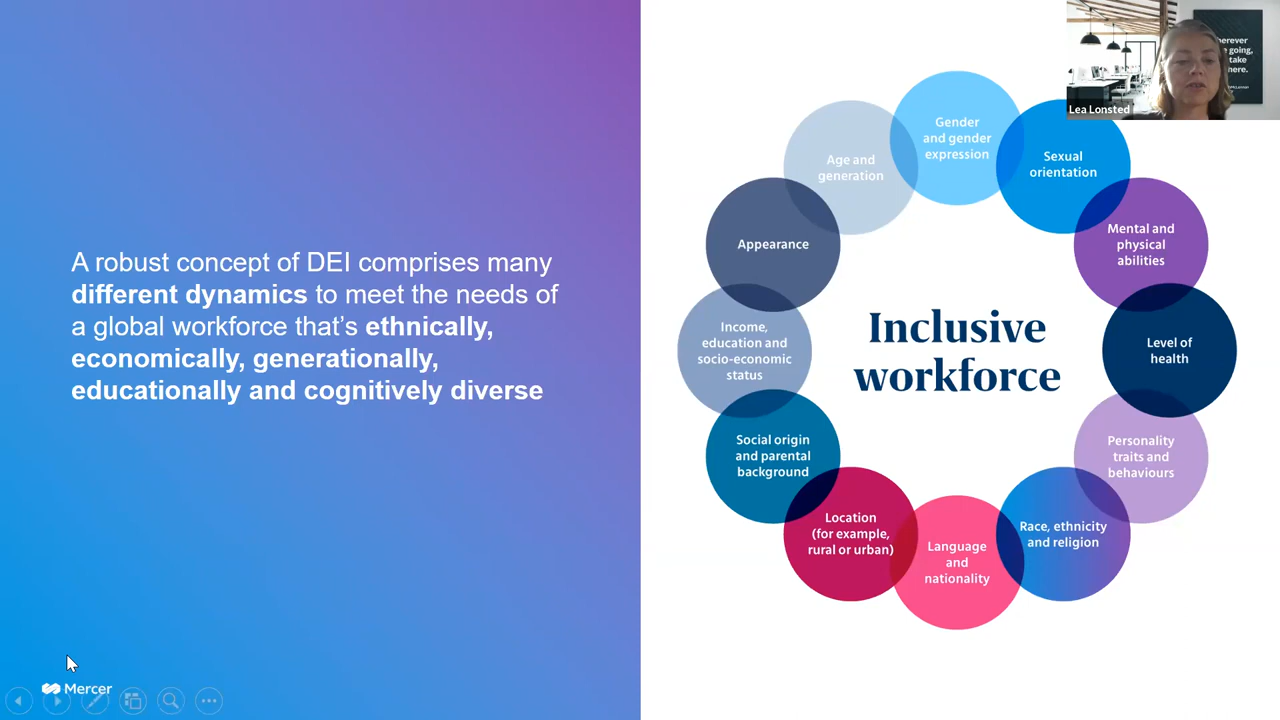 A robust concept of DEI comprises many
different dynamics to meet the needs of
a global workforce that’s ethnically,
economically, generationally,
educationally and cognitively diverse
Mercer
Inclusive
workforce
Gender
and gender
expression
Sexual
orientation
Mental and
physical
abilities
Level of
health
Personality
traits and
behaviours
Race, ethnicity
and religion
Language
and
nationality
Location
(for example,
rural or urban)
Social origin
and parental
background
Income,
education and
socio-economic
status
Appearance
Age and
generation
going,
take
Lea Lonsted